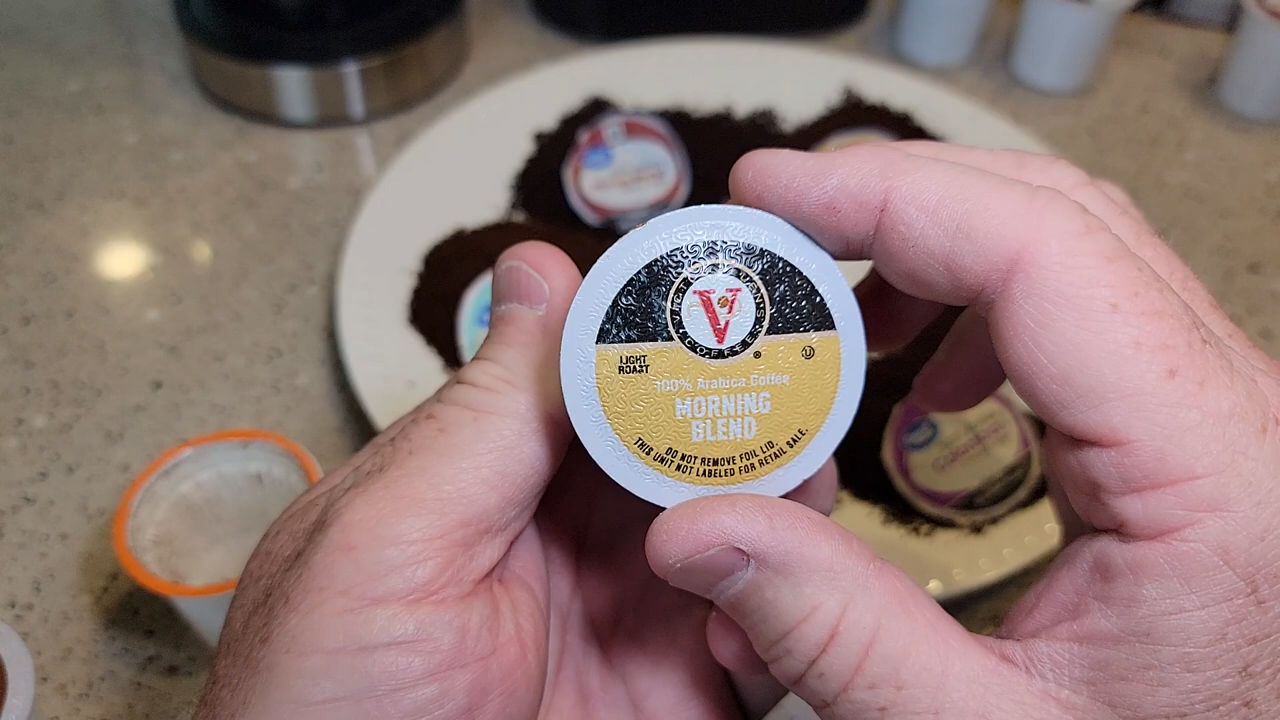 VICTOR ALLEN'S
V
COFFEE
®
U
LIGHT
ROAST
100% Arabica Coffee
MORNING
BLEND
DO NOT REMOVE FOIL LID.
THIS UNIT NOT LABELED FOR RETAIL SALE.